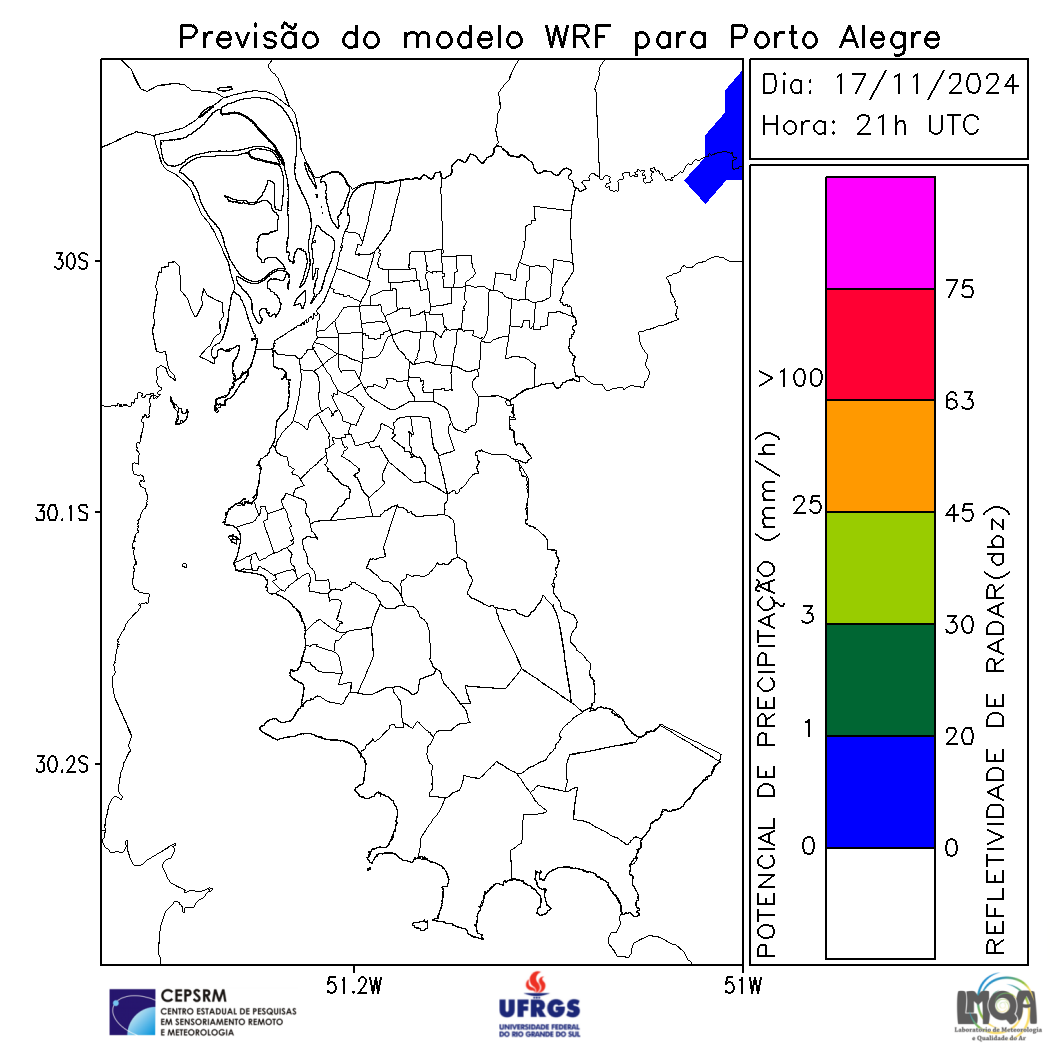 Previsão do modelo WRF para Porto Alegre
Dia: 17/11/2024
Hora: 21h UTC
30S
30.1S
30.2S
51.2W
51W
POTENCIAL DE PRECIPITAÇÃO (mm/h)
>100
25
3
1
0
75
63
45
30
20
0
REFLETIVIDADE DE RADAR(dbz)
CEPSRM
CENTRO ESTADUAL DE PESQUISAS
EM SENSORIAMENTO REMOTO
E METEOROLOGIA
UFRGS
UNIVERSIDADE FEDERAL
DO RIO GRANDE DO SUL
LMQA
Laboratório de Meteorologia
e Qualidade do Ar